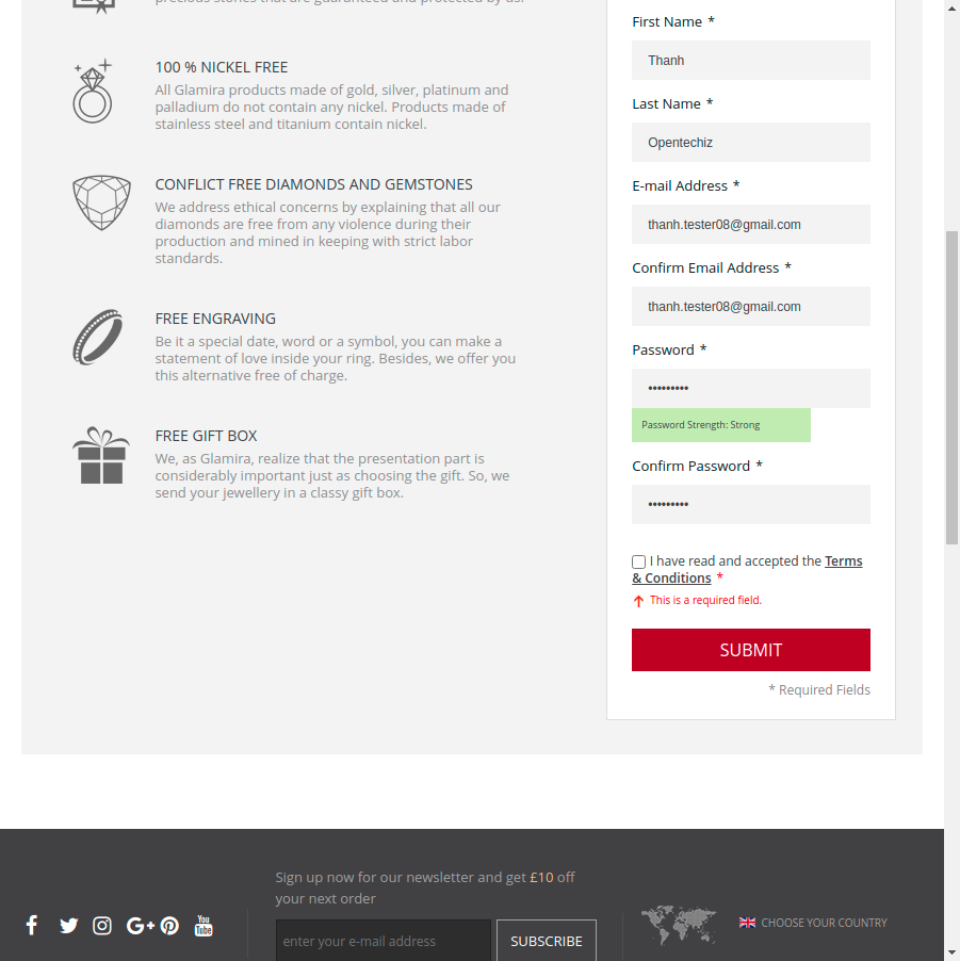 precious stones that are guaranteed and protected by us.
100 % NICKEL FREE
All Glamira products made of gold, silver, platinum and
palladium do not contain any nickel. Products made of
stainless steel and titanium contain nickel.
CONFLICT FREE DIAMONDS AND GEMSTONES
We address ethical concerns by explaining that all our
diamonds are free from any violence during their
production and mined in keeping with strict labor
standards.
FREE ENGRAVING
Be it a special date, word or a symbol, you can make a
statement of love inside your ring. Besides, we offer you
this alternative free of charge.
FREE GIFT BOX
We, as Glamira, realize that the presentation part is
considerably important just as choosing the gift. So, we
send your jewellery in a classy gift box.
First Name *
Thanh
Last Name *
Opentechiz
E-mail Address *
thanh.tester08@gmail.com
Confirm Email Address *
thanh.tester08@gmail.com
Password *
•••••••••
Password Strength: Strong
Confirm Password *
•••••••••
I have read and accepted the Terms
& Conditions *
This is a required field.
SUBMIT
* Required Fields
Sign up now for our newsletter and get £10 off
your next order
You
Tube
enter your e-mail address
SUBSCRIBE
CHOOSE YOUR COUNTRY